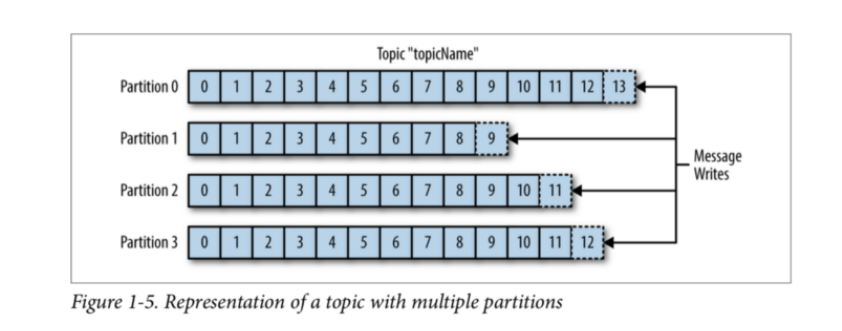 Topic "topicName"
Partition 0 0 1 2 3 4 5 6 7 8 9 10 11 12 13
Partition 1 0 1 2 3 4 5 6 7 8 9
Message
Writes
Partition 2 0 1 2 3 4 5 6 7 8 9 10 11
Partition 3 0 1 2 3 4 5 6 7 8 9 10 11 12
Figure 1-5. Representation of a topic with multiple partitions